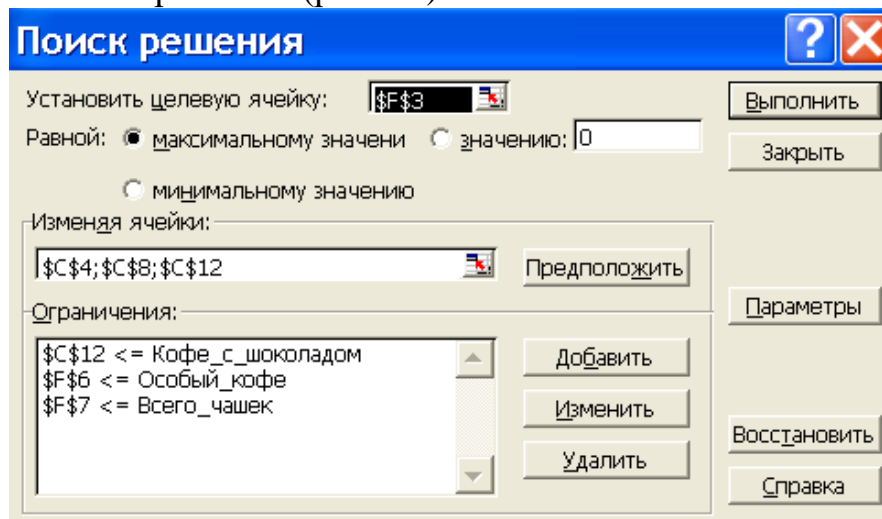 Поиск решения
Установить целевую ячейку: $F$3
Выполнить
Равной: максимальному значени значению: 0
Закрыть
минимальному значению
Изменяя ячейки:
$C$4;$C$8;$C$12
Предположить
Ограничения:
Параметры
$C$12 <= Кофе_с_шоколадом
Добавить
$F$6 <= Особый_кофе
$F$7 <= Всего_чашек
Изменить
Восстановить
Удалить
Справка